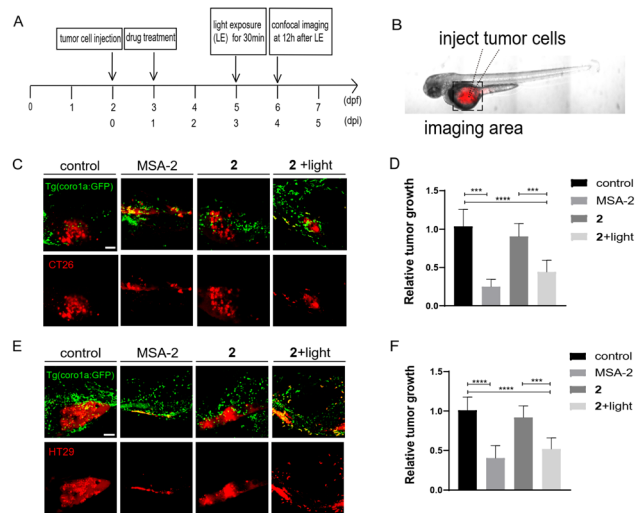 A
tumor cell injection
drug treatment
light exposure
(LE) for 30min
confocal imaging
at 12h after LE
0 1 2 3 4 5 6 7 (dpf)
0 1 2 3 4 5 (dpi)
B
inject tumor cells
imaging area
C
control MSA-2 2 2 +light
Tg(coro1a:GFP)
CT26
D
Relative tumor growth
1.5
1.0
0.5
0.0
***
***
****
control
MSA-2
2
2+light
E
control MSA-2 2 2+light
Tg(coro1a:GFP)
HT29
F
Relative tumor growth
1.5
1.0
0.5
0.0
****
***
****
control
MSA-2
2
2+light